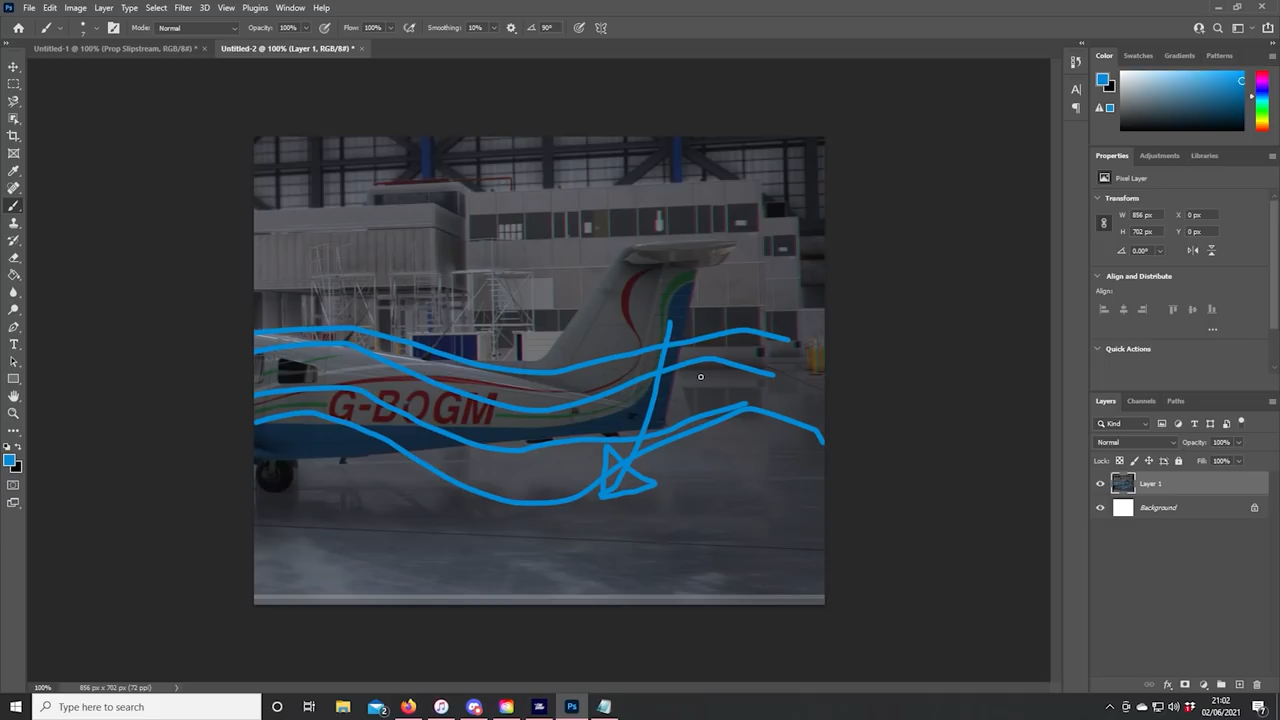 File Edit Image Layer Type Select Filter 3D View Plugins Window Help
Mode: Normal Opacity: 100% Flow: 100% Smoothing: 10% 90°
Untitled-1 @ 100% (Prop Slipstream, RGB/8#) * × Untitled-2 @ 100% (Layer 1, RGB/8#) * ×
Color Swatches Gradients Patterns
Properties Adjustments Libraries
Pixel Layer
Transform
W 856 px X 0 px
H 702 px Y 0 px
0.00°
Align and Distribute
Align:
Quick Actions
G-BOGM
Layers Channels Paths
Kind
Normal Opacity: 100%
Lock: Fill: 100%
Layer 1
Background
100% 856 px x 702 px (72 ppi)
Type here to search
21:02
02/06/2021